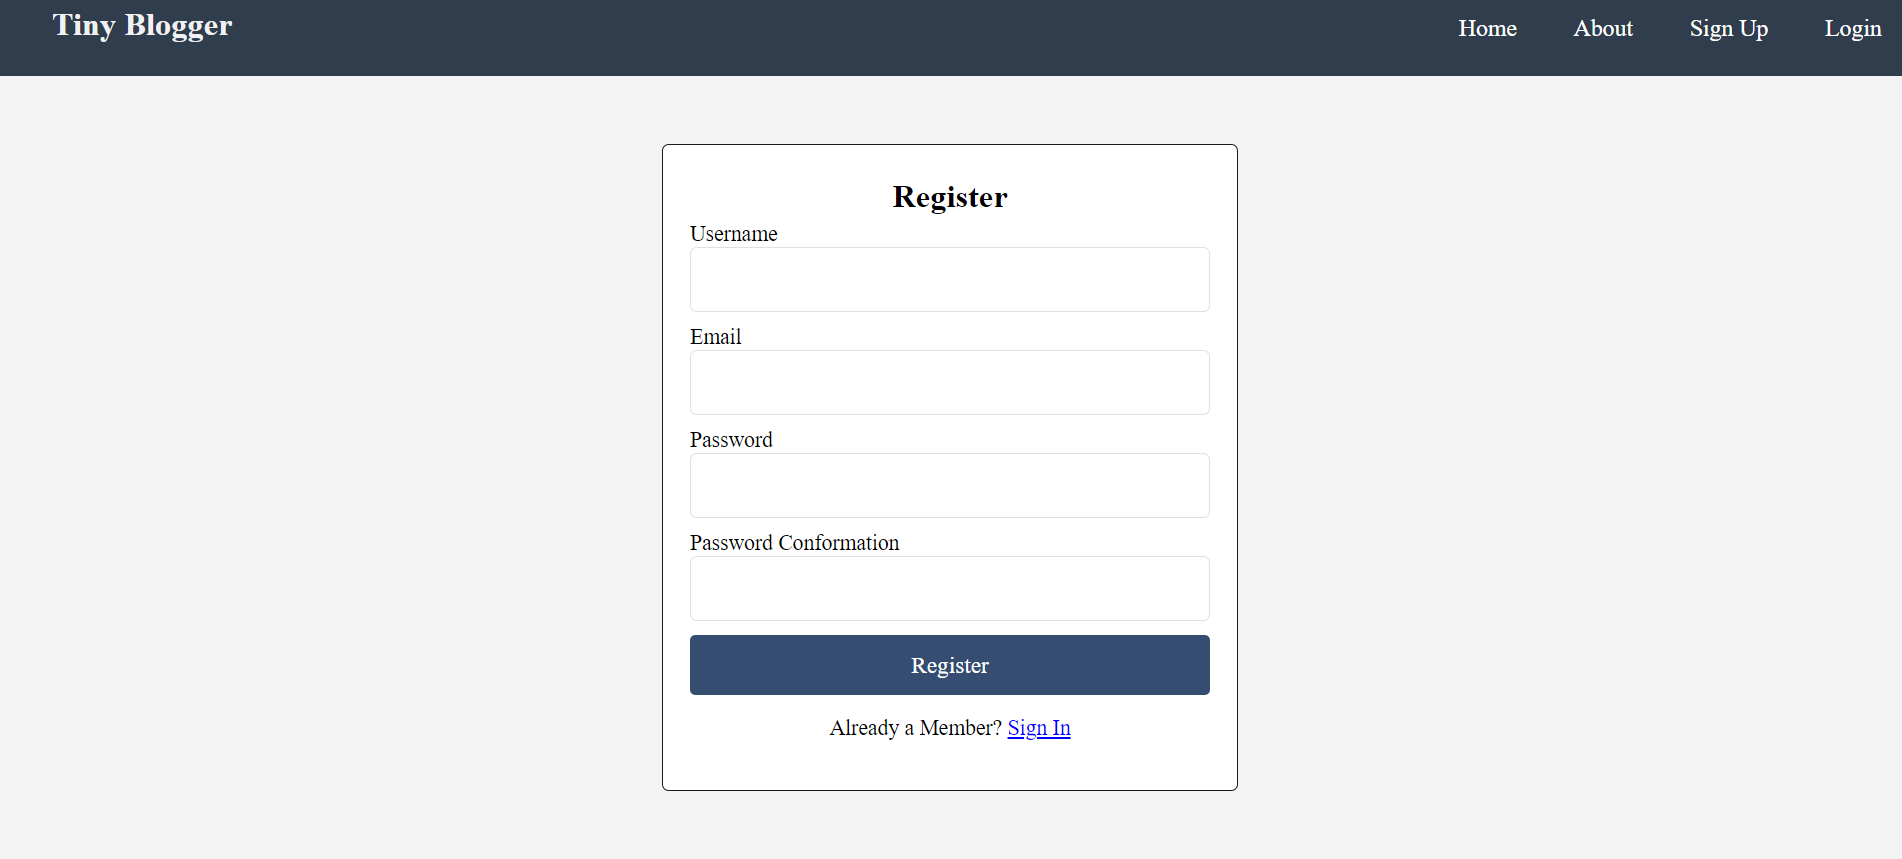 Tiny Blogger
Home About Sign Up Login
Register
Username
Email
Password
Password Conformation
Register
Already a Member? Sign In